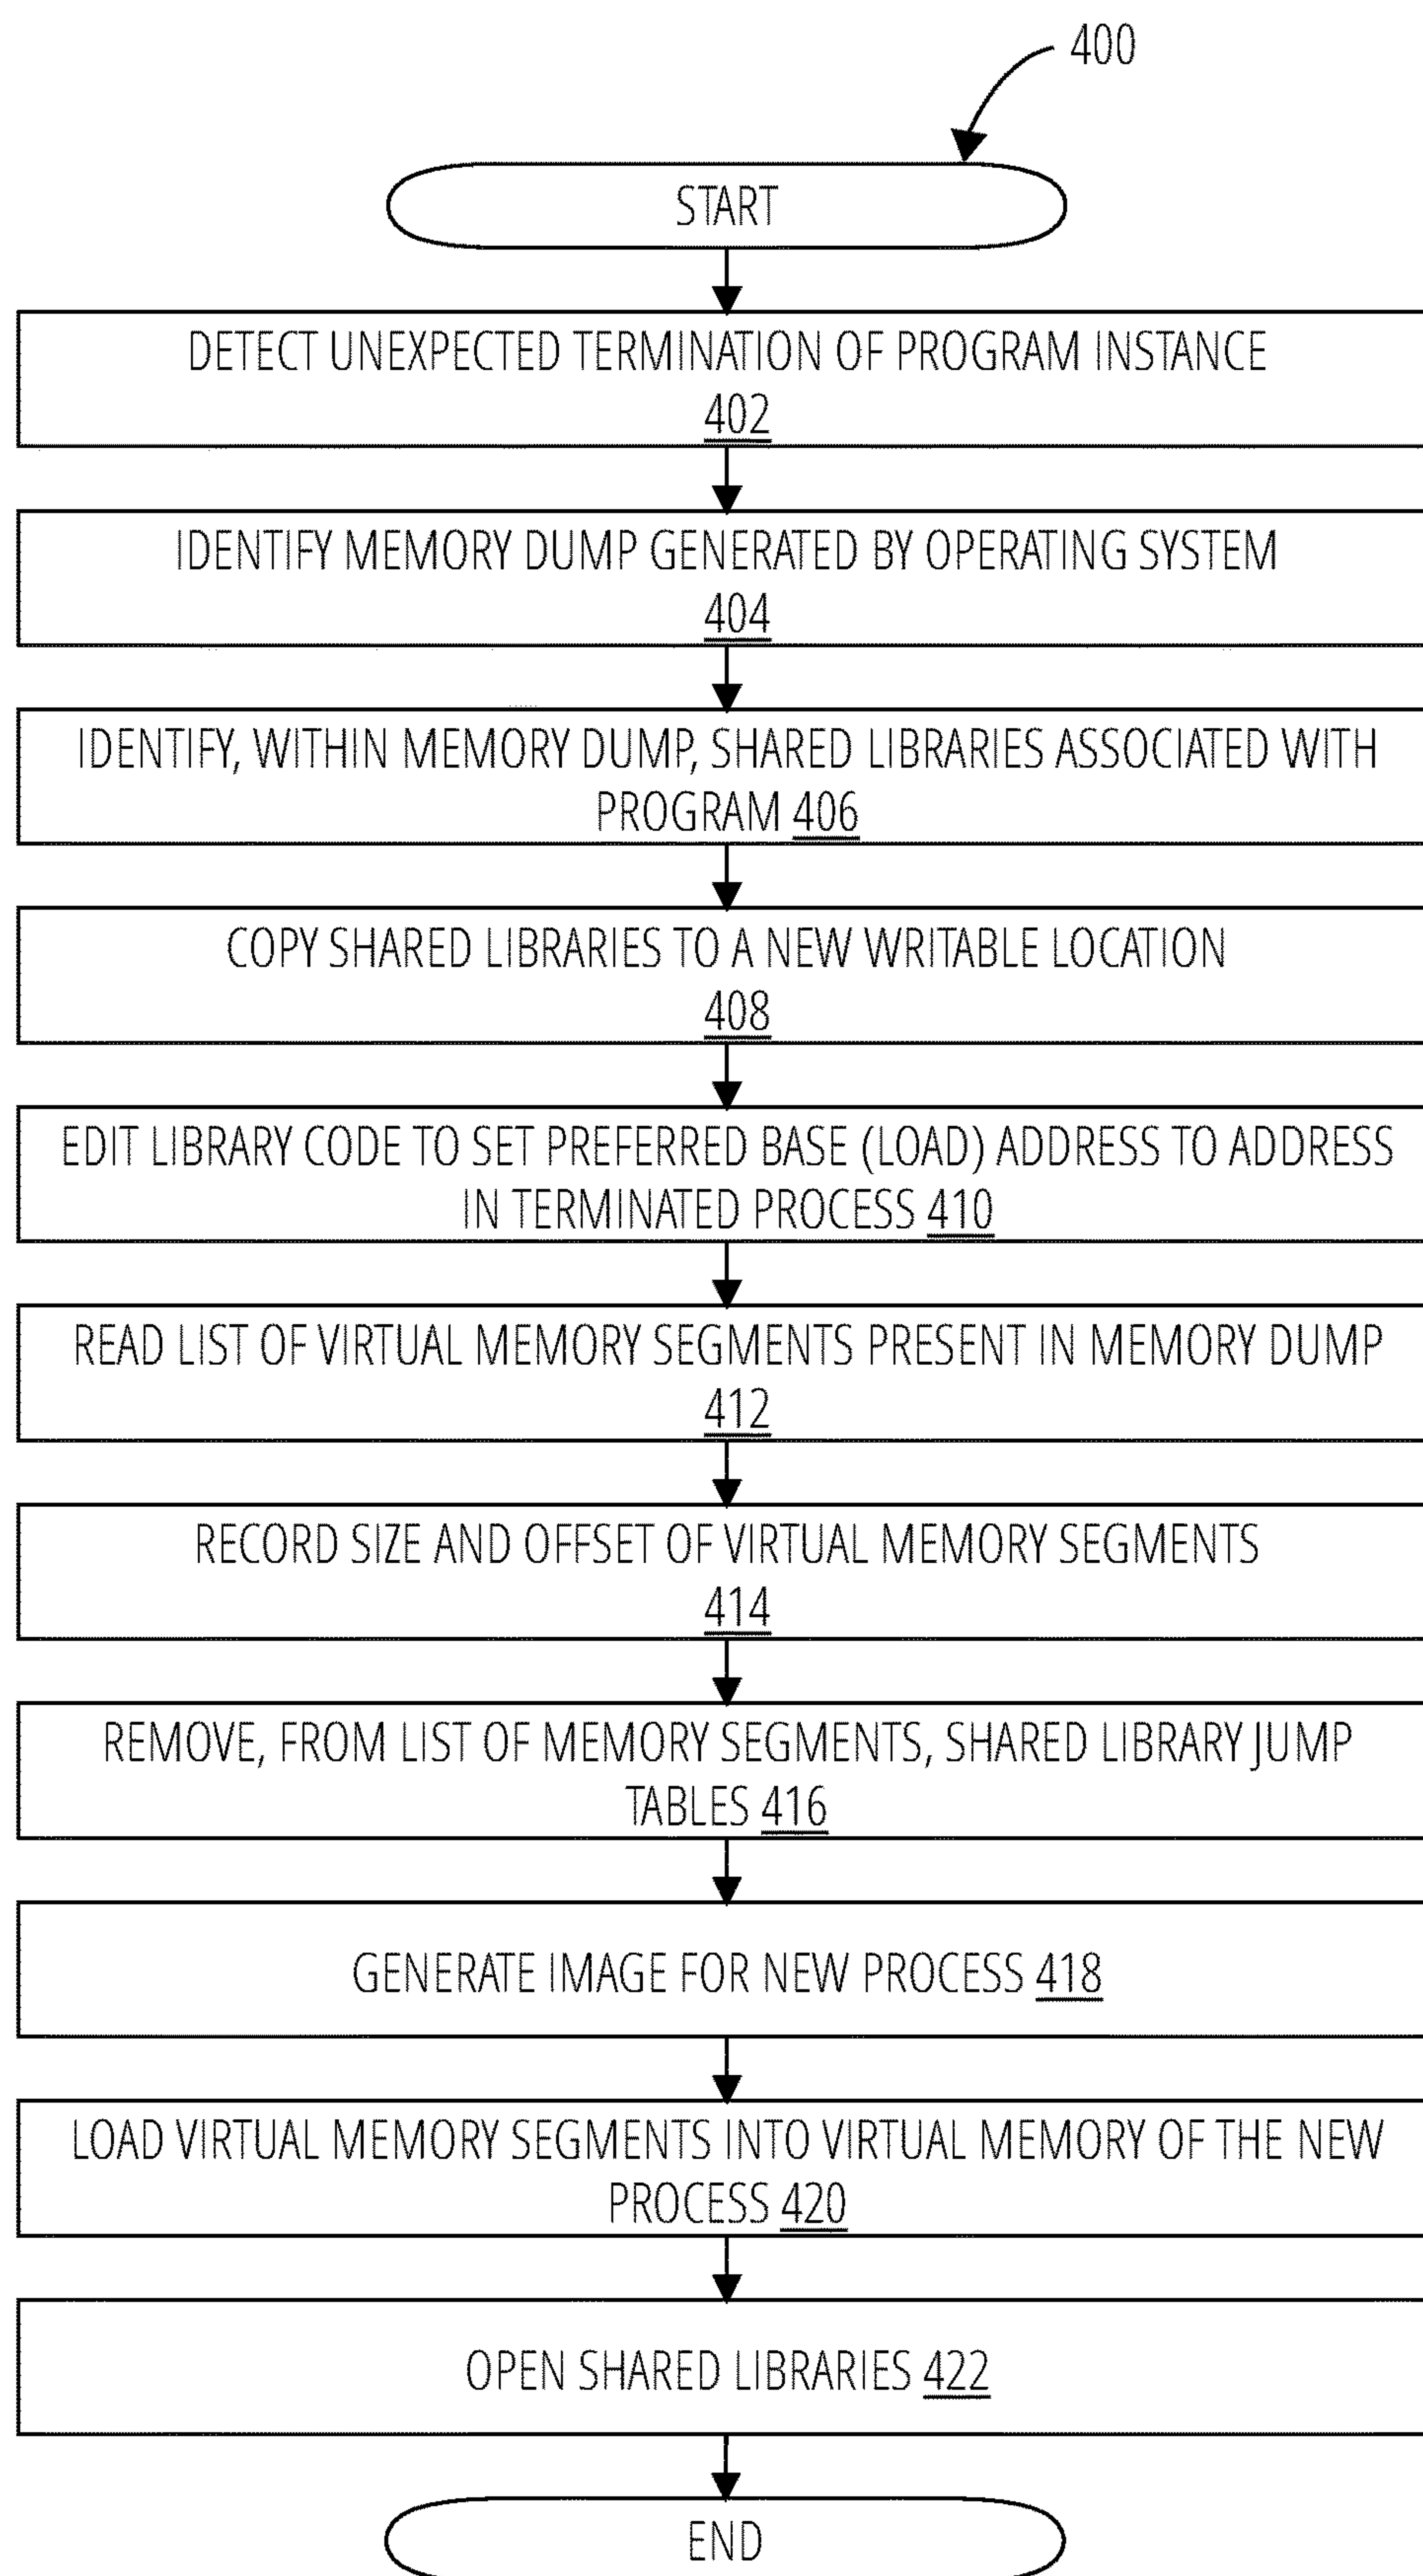 400
START
DETECT UNEXPECTED TERMINATION OF PROGRAM INSTANCE
402
IDENTIFY MEMORY DUMP GENERATED BY OPERATING SYSTEM
404
IDENTIFY, WITHIN MEMORY DUMP, SHARED LIBRARIES ASSOCIATED WITH
PROGRAM 406
COPY SHARED LIBRARIES TO A NEW WRITABLE LOCATION
408
EDIT LIBRARY CODE TO SET PREFERRED BASE (LOAD) ADDRESS TO ADDRESS
IN TERMINATED PROCESS 410
READ LIST OF VIRTUAL MEMORY SEGMENTS PRESENT IN MEMORY DUMP
412
RECORD SIZE AND OFFSET OF VIRTUAL MEMORY SEGMENTS
414
REMOVE, FROM LIST OF MEMORY SEGMENTS, SHARED LIBRARY JUMP
TABLES 416
GENERATE IMAGE FOR NEW PROCESS 418
LOAD VIRTUAL MEMORY SEGMENTS INTO VIRTUAL MEMORY OF THE NEW
PROCESS 420
OPEN SHARED LIBRARIES 422
END